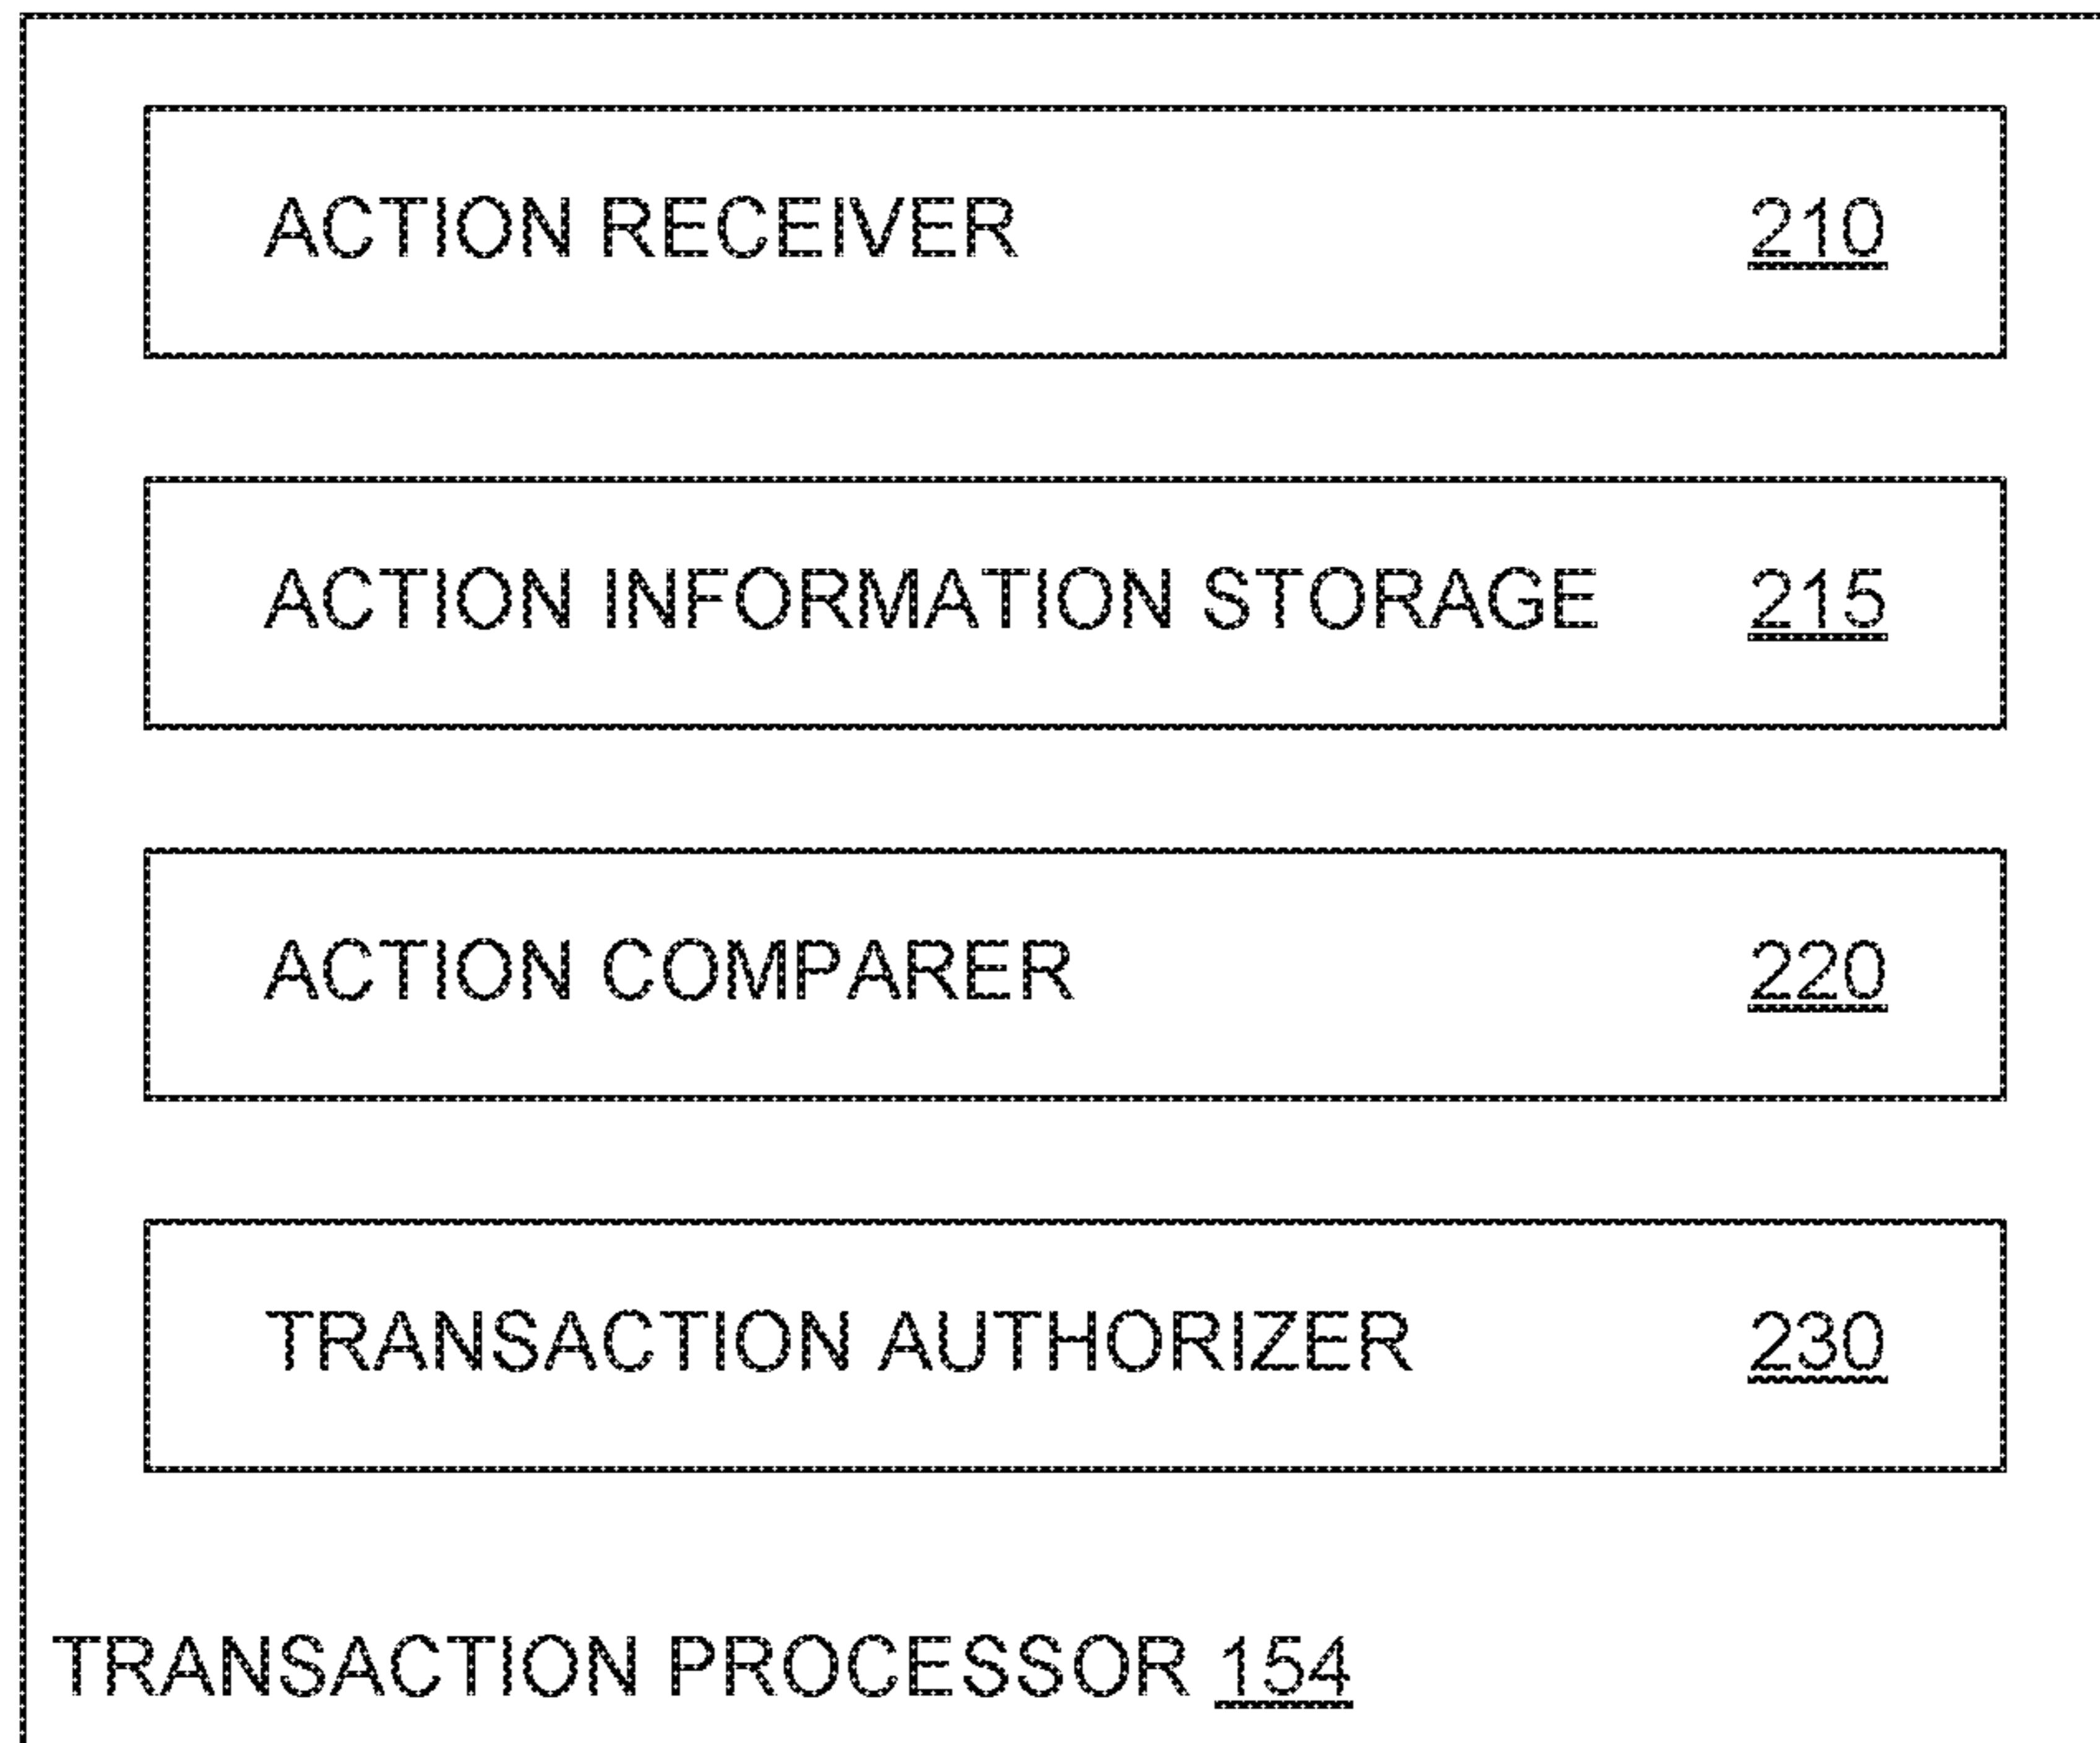 ACTION RECEIVER 210
ACTION INFORMATION STORAGE 215
ACTION COMPARER 220
TRANSACTION AUTHORIZER 230
TRANSACTION PROCESSOR 154